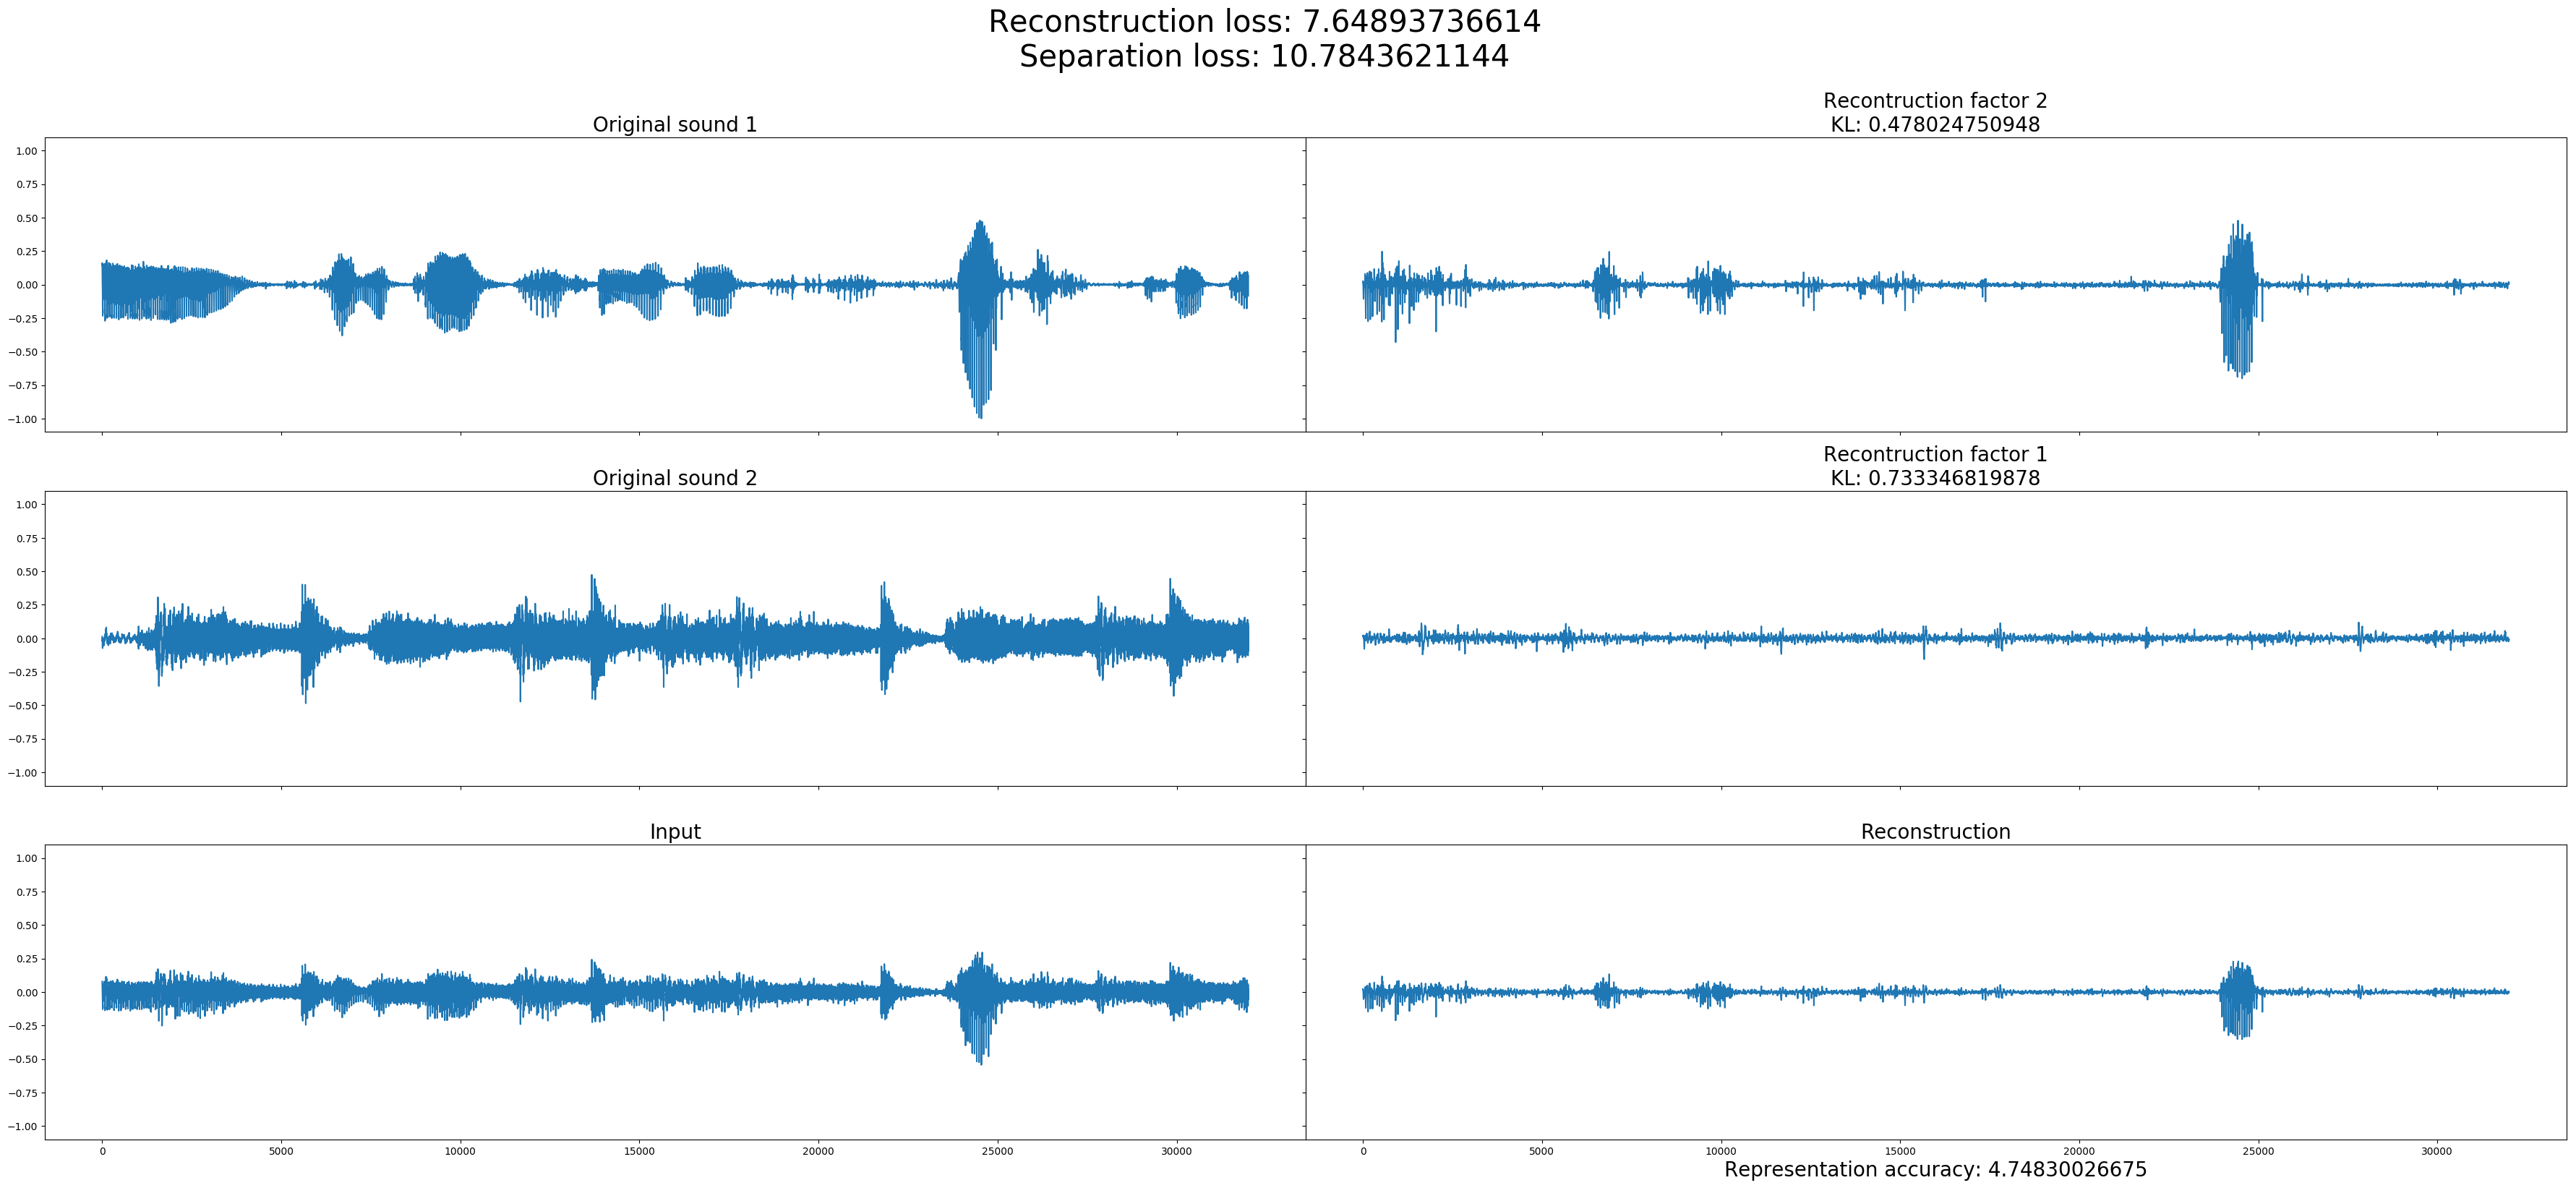 Reconstruction loss: 7.64893736614
Separation loss: 10.7843621144
Original sound 1
Recontruction factor 2
KL: 0.478024750948
1.00
0.75
0.50
0.25
0.00
−0.25
−0.50
−0.75
−1.00
Original sound 2
Recontruction factor 1
KL: 0.733346819878
1.00
0.75
0.50
0.25
0.00
−0.25
−0.50
−0.75
−1.00
Input
Reconstruction
1.00
0.75
0.50
0.25
0.00
−0.25
−0.50
−0.75
−1.00
0 5000 10000 15000 20000 25000 30000 0 5000 10000 15000 20000 25000 30000
Representation accuracy: 4.74830026675